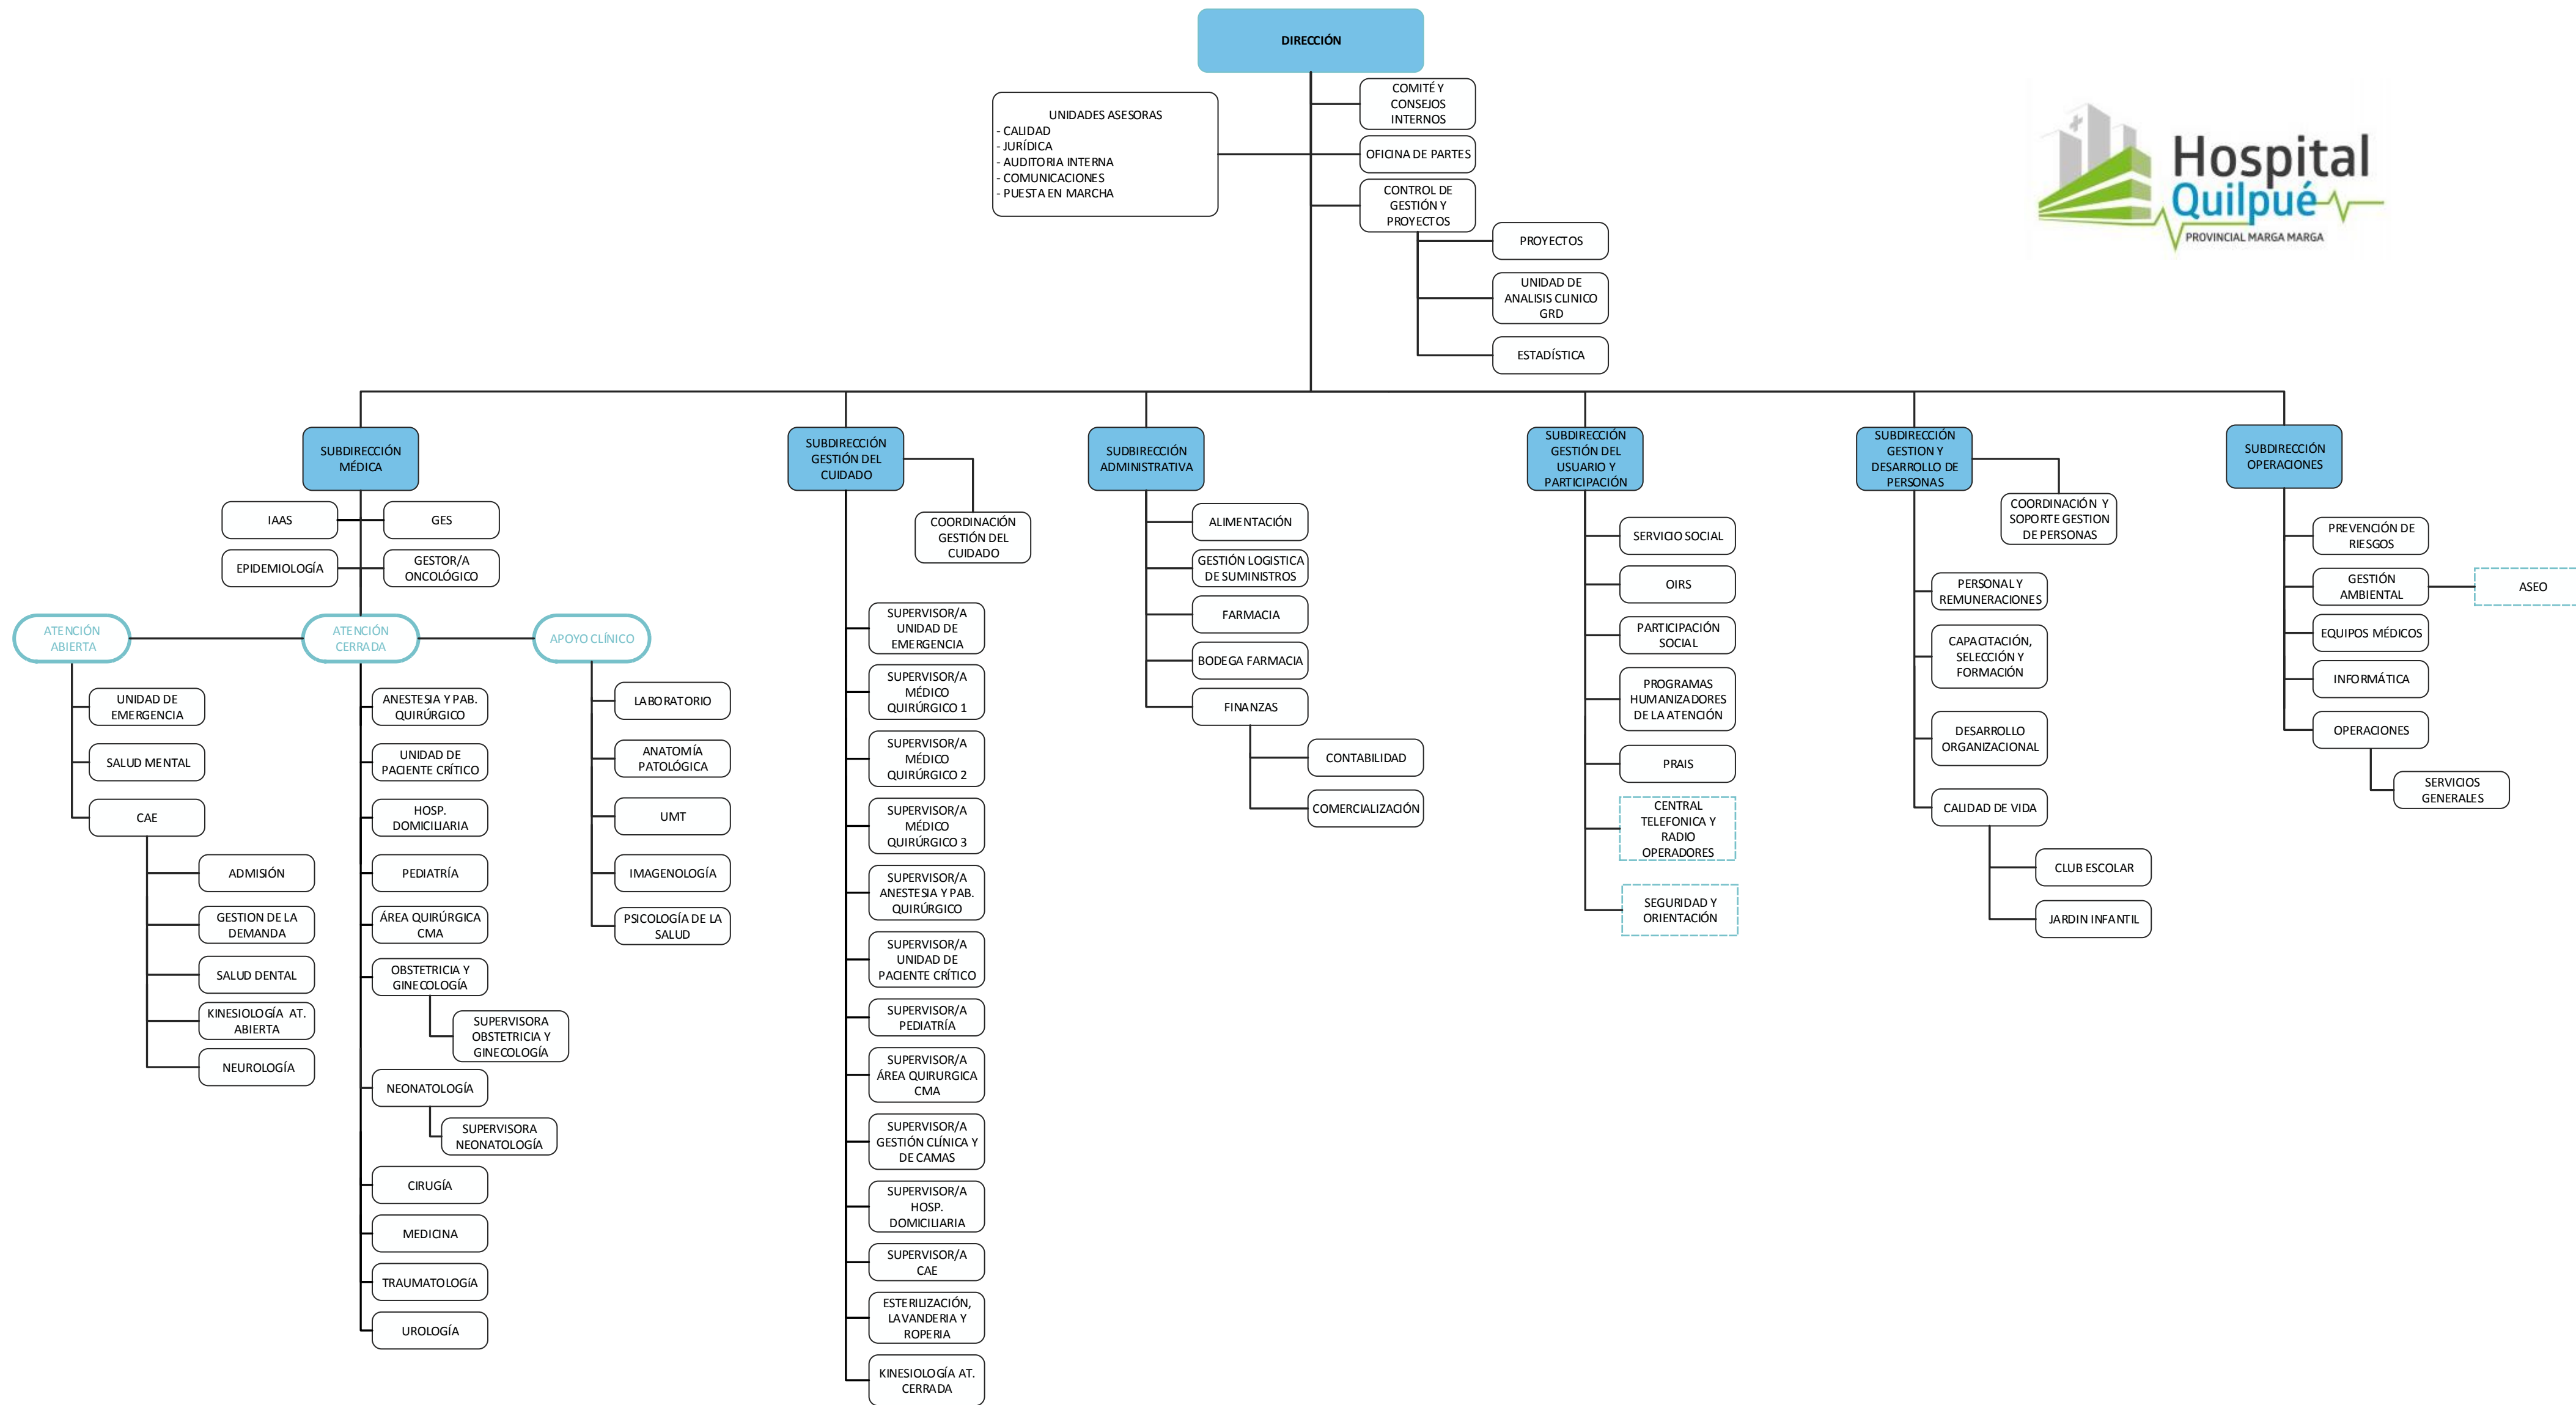 DIRECCIÓN
COMITÉ Y
CONSEJOS
INTERNOS
UNIDADES ASESORAS
- CALIDAD
- JURÍDICA
- AUDITORIA INTERNA
- COMUNICACIONES
- PUESTA EN MARCHA
OFICINA DE PARTES
CONTROL DE
GESTIÓN Y
PROYECTOS
PROYECTOS
UNIDAD DE
ANALISIS CLINICO
GRD
ESTADÍSTICA
Hospital
Quilpué
PROVINCIAL MARGA MARGA
SUBDIRECCIÓN
MÉDICA
IAAS
GES
EPIDEMIOLOGÍA
GESTOR/A
ONCOLÓGICO
ATENCIÓN
ABIERTA
ATENCIÓN
CERRADA
APOYO CLÍNICO
UNIDAD DE
EMERGENCIA
SALUD MENTAL
CAE
ADMISIÓN
GESTION DE LA
DEMANDA
SALUD DENTAL
KINESIOLOGÍA AT.
ABIERTA
NEUROLOGÍA
ANESTESIA Y PAB.
QUIRÚRGICO
UNIDAD DE
PACIENTE CRÍTICO
HOSP.
DOMICILIARIA
PEDIATRÍA
ÁREA QUIRÚRGICA
CMA
OBSTETRICIA Y
GINECOLOGÍA
SUPERVISORA
OBSTETRICIA Y
GINECOLOGÍA
NEONATOLOGÍA
SUPERVISORA
NEONATOLOGÍA
CIRUGÍA
MEDICINA
TRAUMATOLOGíA
UROLOGÍA
LABORATORIO
ANATOMÍA
PATOLÓGICA
UMT
IMAGENOLOGÍA
PSICOLOGÍA DE LA
SALUD
SUBDIRECCIÓN
GESTIÓN DEL
CUIDADO
COORDINACIÓN
GESTIÓN DEL
CUIDADO
SUPERVISOR/A
UNIDAD DE
EMERGENCIA
SUPERVISOR/A
MÉDICO
QUIRÚRGICO 1
SUPERVISOR/A
MÉDICO
QUIRÚRGICO 2
SUPERVISOR/A
MÉDICO
QUIRÚRGICO 3
SUPERVISOR/A
ANESTESIA Y PAB.
QUIRÚRGICO
SUPERVISOR/A
UNIDAD DE
PACIENTE CRÍTICO
SUPERVISOR/A
PEDIATRÍA
SUPERVISOR/A
ÁREA QUIRURGICA
CMA
SUPERVISOR/A
GESTIÓN CLÍNICA Y
DE CAMAS
SUPERVISOR/A
HOSP.
DOMICILIARIA
SUPERVISOR/A
CAE
ESTERILIZACIÓN,
LAVANDERIA Y
ROPERIA
KINESIOLOGÍA AT.
CERRADA
SUDBIRECCIÓN
ADMINISTRATIVA
ALIMENTACIÓN
GESTIÓN LOGISTICA
DE SUMINISTROS
FARMACIA
BODEGA FARMACIA
FINANZAS
CONTABILIDAD
COMERCIALIZACIÓN
SUBDIRECCIÓN
GESTIÓN DEL
USUARIO Y
PARTICIPACIÓN
SERVICIO SOCIAL
OIRS
PARTICIPACIÓN
SOCIAL
PROGRAMAS
HUMANIZADORES
DE LA ATENCIÓN
PRAIS
CENTRAL
TELEFONICA Y
RADIO
OPERADORES
SEGURIDAD Y
ORIENTACIÓN
SUBDIRECCIÓN
GESTION Y
DESARROLLO DE
PERSONAS
COORDINACIÓN Y
SOPORTE GESTION
DE PERSONAS
PERSONAL Y
REMUNERACIONES
CAPACITACIÓN,
SELECCIÓN Y
FORMACIÓN
DESARROLLO
ORGANIZACIONAL
CALIDAD DE VIDA
CLUB ESCOLAR
JARDIN INFANTIL
SUBDIRECCIÓN
OPERACIONES
PREVENCIÓN DE
RIESGOS
GESTIÓN
AMBIENTAL
ASEO
EQUIPOS MÉDICOS
INFORMÁTICA
OPERACIONES
SERVICIOS
GENERALES